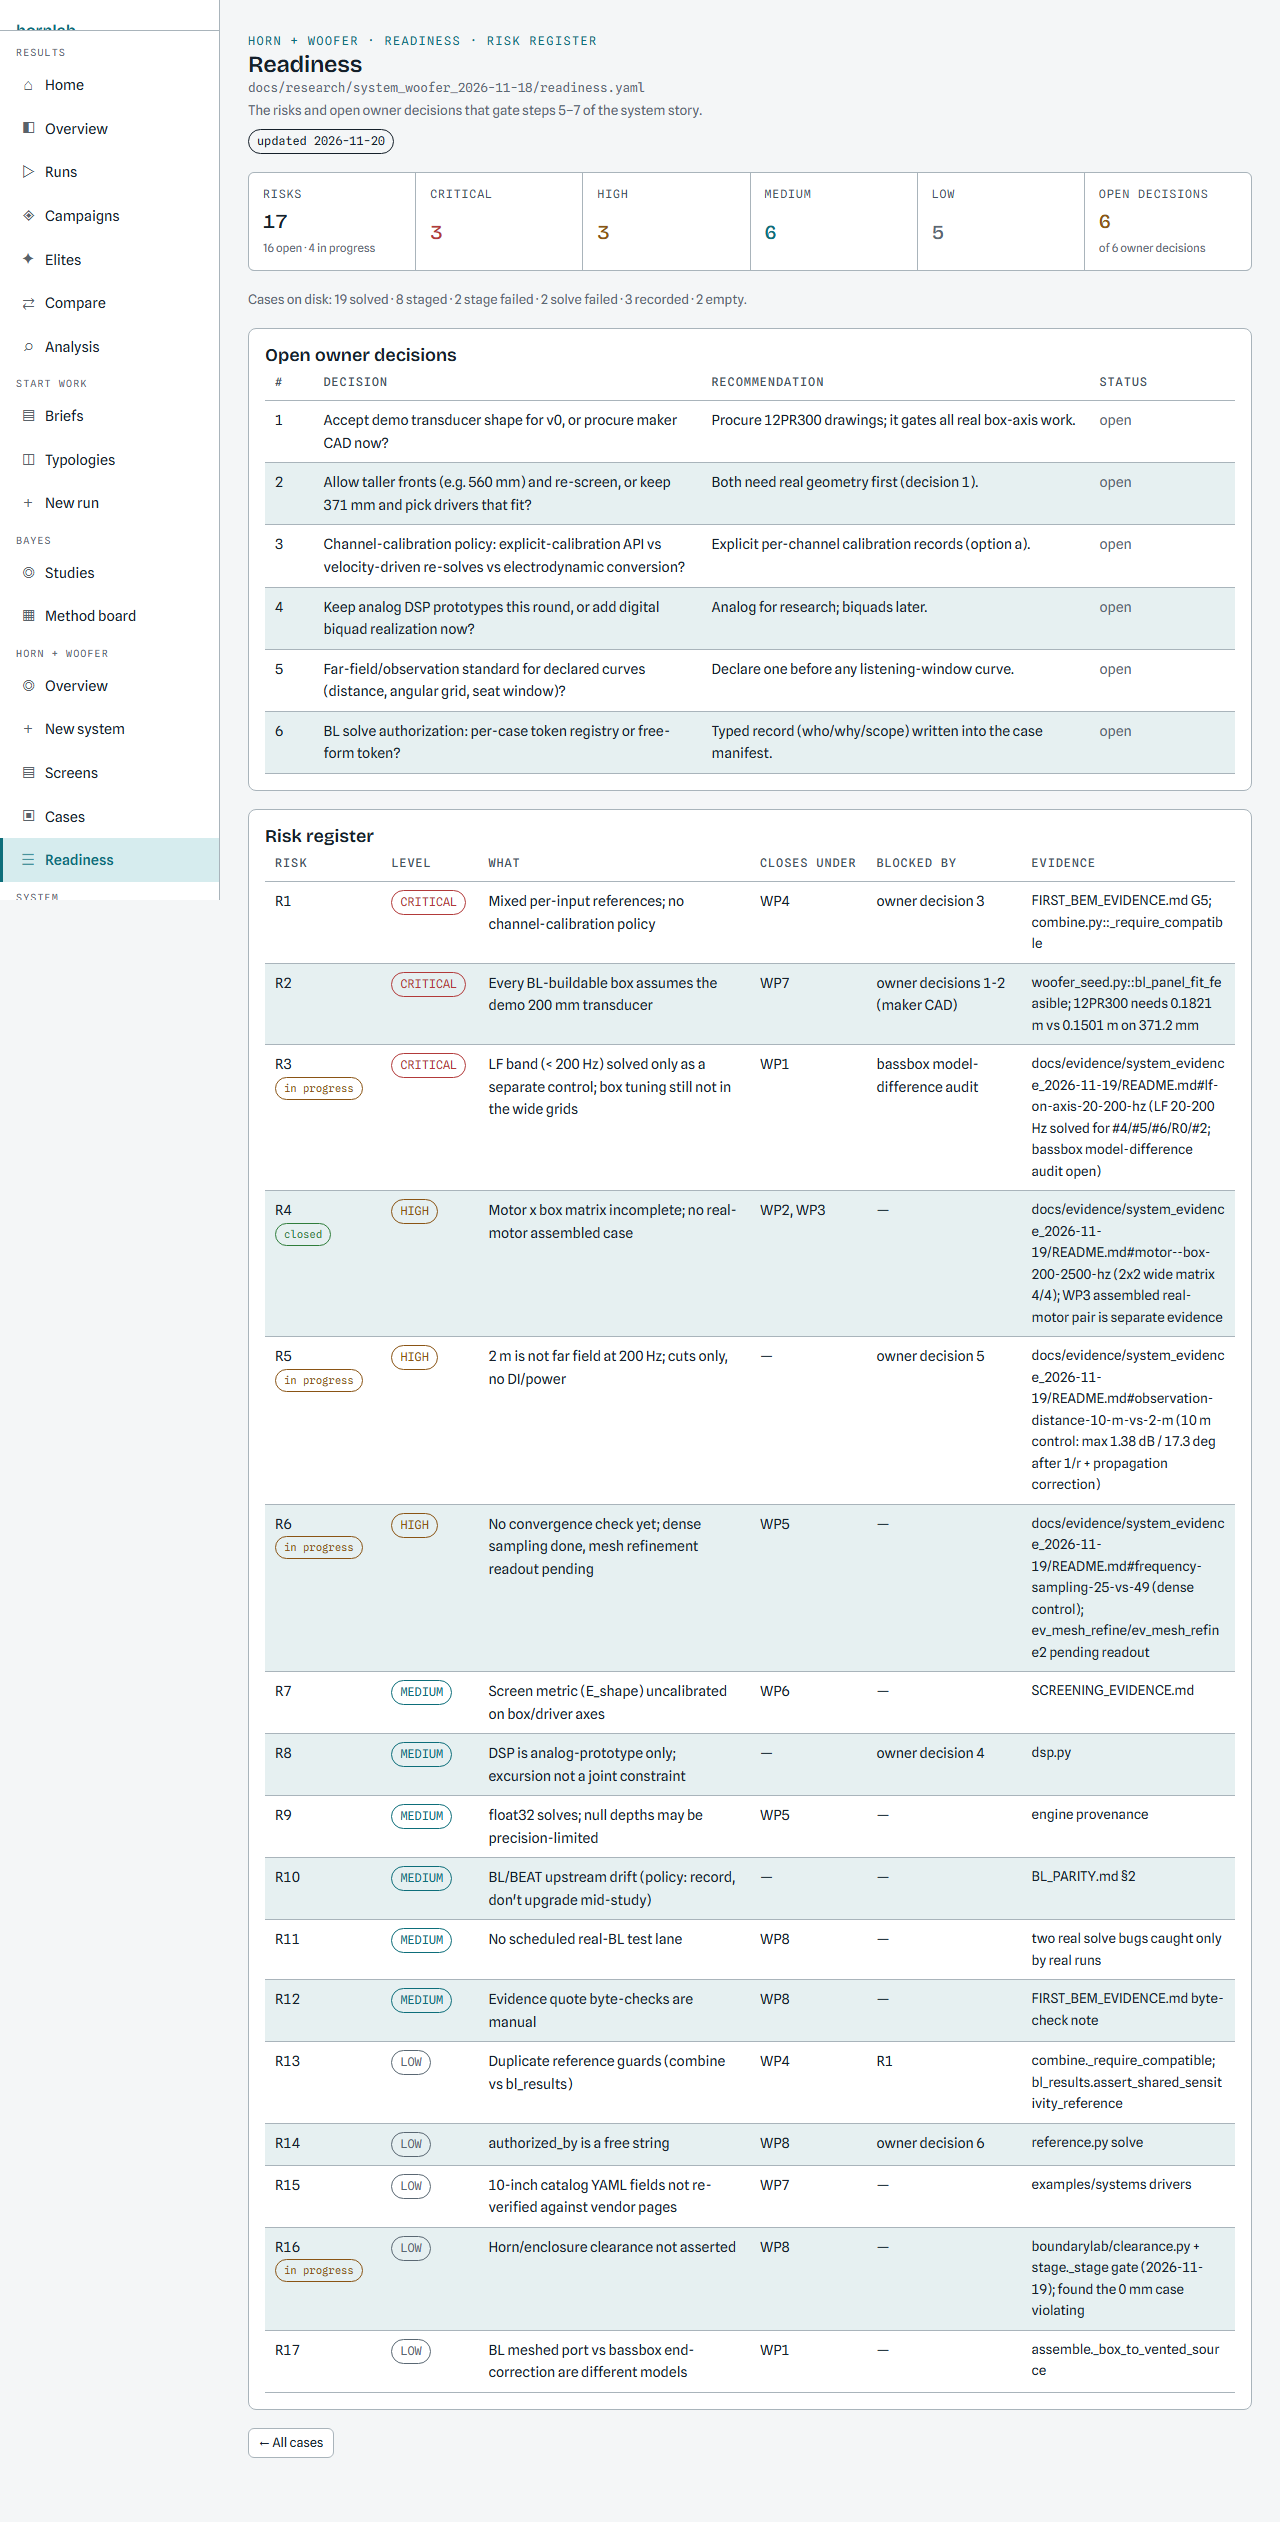 RESULTS
⌂ Home
◧ Overview
▷ Runs
◈ Campaigns
✦ Elites
⇄ Compare
⌕ Analysis
START WORK
▤ Briefs
◫ Typologies
+ New run
BAYES
◎ Studies
▦ Method board
HORN + WOOFER
◎ Overview
+ New system
▤ Screens
▣ Cases
☰ Readiness
SYSTEM
HORN + WOOFER · READINESS · RISK REGISTER
Readiness
docs/research/system_woofer_2026-11-18/readiness.yaml
The risks and open owner decisions that gate steps 5–7 of the system story.
updated 2026-11-20
RISKS
17
16 open · 4 in progress
CRITICAL
3
HIGH
3
MEDIUM
6
LOW
5
OPEN DECISIONS
6
of 6 owner decisions
Cases on disk: 19 solved · 8 staged · 2 stage failed · 2 solve failed · 3 recorded · 2 empty.
Open owner decisions
# DECISION RECOMMENDATION STATUS
1 Accept demo transducer shape for v0, or procure maker Procure 12PR300 drawings; it gates all real box-axis work. open
CAD now?
2 Allow taller fronts (e.g. 560 mm) and re-screen, or keep Both need real geometry first (decision 1). open
371 mm and pick drivers that fit?
3 Channel-calibration policy: explicit-calibration API vs Explicit per-channel calibration records (option a). open
velocity-driven re-solves vs electrodynamic conversion?
4 Keep analog DSP prototypes this round, or add digital Analog for research; biquads later. open
biquad realization now?
5 Far-field/observation standard for declared curves Declare one before any listening-window curve. open
(distance, angular grid, seat window)?
6 BL solve authorization: per-case token registry or free- Typed record (who/why/scope) written into the case open
form token? manifest.
Risk register
RISK LEVEL WHAT CLOSES UNDER BLOCKED BY EVIDENCE
R1 CRITICAL Mixed per-input references; no WP4 owner decision 3 FIRST_BEM_EVIDENCE.md G5;
channel-calibration policy combine.py::_require_compatib
le
R2 CRITICAL Every BL-buildable box assumes the WP7 owner decisions 1-2 woofer_seed.py::bl_panel_fit_fe
demo 200 mm transducer (maker CAD) asible; 12PR300 needs 0.1821
m vs 0.1501 m on 371.2 mm
R3 CRITICAL LF band (< 200 Hz) solved only as a WP1 bassbox model- docs/evidence/system_evidenc
in progress separate control; box tuning still not in difference audit e_2026-11-19/README.md#lf-
the wide grids on-axis-20-200-hz (LF 20-200
Hz solved for #4/#5/#6/R0/#2;
bassbox model-difference
audit open)
R4 HIGH Motor x box matrix incomplete; no real- WP2, WP3 — docs/evidence/system_evidenc
closed motor assembled case e_2026-11-
19/README.md#motor--box-
200-2500-hz (2x2 wide matrix
4/4); WP3 assembled real-
motor pair is separate evidence
R5 HIGH 2 m is not far field at 200 Hz; cuts only, — owner decision 5 docs/evidence/system_evidenc
in progress no DI/power e_2026-11-
19/README.md#observation-
distance-10-m-vs-2-m (10 m
control: max 1.38 dB / 17.3 deg
after 1/r + propagation
correction)
R6 HIGH No convergence check yet; dense WP5 — docs/evidence/system_evidenc
in progress sampling done, mesh refinement e_2026-11-
readout pending 19/README.md#frequency-
sampling-25-vs-49 (dense
control);
ev_mesh_refine/ev_mesh_refin
e2 pending readout
R7 MEDIUM Screen metric (E_shape) uncalibrated WP6 — SCREENING_EVIDENCE.md
on box/driver axes
R8 MEDIUM DSP is analog-prototype only; — owner decision 4 dsp.py
excursion not a joint constraint
R9 MEDIUM float32 solves; null depths may be WP5 — engine provenance
precision-limited
R10 MEDIUM BL/BEAT upstream drift (policy: record, — — BL_PARITY.md §2
don't upgrade mid-study)
R11 MEDIUM No scheduled real-BL test lane WP8 — two real solve bugs caught only
by real runs
R12 MEDIUM Evidence quote byte-checks are WP8 — FIRST_BEM_EVIDENCE.md byte-
manual check note
R13 LOW Duplicate reference guards (combine WP4 R1 combine._require_compatible;
vs bl_results) bl_results.assert_shared_sensit
ivity_reference
R14 LOW authorized_by is a free string WP8 owner decision 6 reference.py solve
R15 LOW 10-inch catalog YAML fields not re- WP7 — examples/systems drivers
verified against vendor pages
R16 LOW Horn/enclosure clearance not asserted WP8 — boundarylab/clearance.py +
in progress stage._stage gate (2026-11-
19); found the 0 mm case
violating
R17 LOW BL meshed port vs bassbox end- WP1 — assemble._box_to_vented_sour
correction are different models ce
← All cases